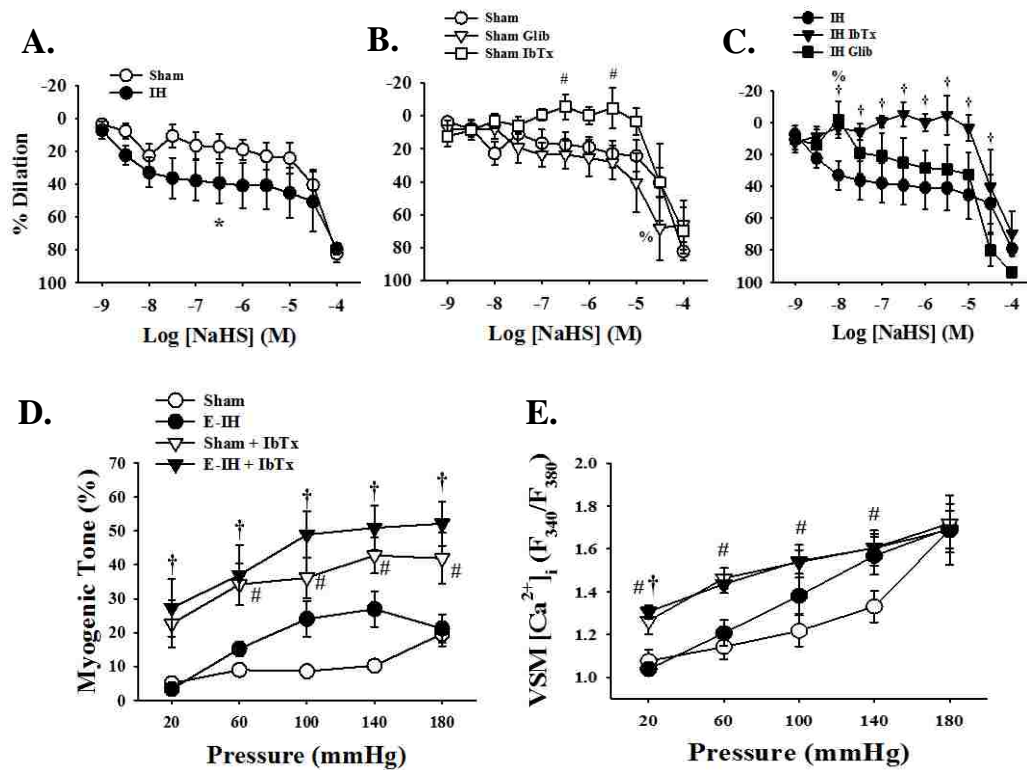 A.
Sham
IH
% Dilation
-20
0
20
40
60
80
100
*
-9 -8 -7 -6 -5 -4
Log [NaHS] (M)
B.
Sham
Sham Glib
Sham IbTx
-20
0
20
40
60
80
100
# #
%
-9 -8 -7 -6 -5 -4
Log [NaHS] (M)
C.
IH
IH IbTx
IH Glib
-20
0
20
40
60
80
100
%
† † † † † † † †
-9 -8 -7 -6 -5 -4
Log [NaHS] (M)
D.
Sham
E-IH
Sham + IbTx
E-IH + IbTx
Myogenic Tone (%)
70
60
50
40
30
20
10
0
† † † † †
# # # #
20 60 100 140 180
Pressure (mmHg)
E.
VSM [Ca2+]i (F340/F380)
2.0
1.8
1.6
1.4
1.2
1.0
#† # # #
20 60 100 140 180
Pressure (mmHg)